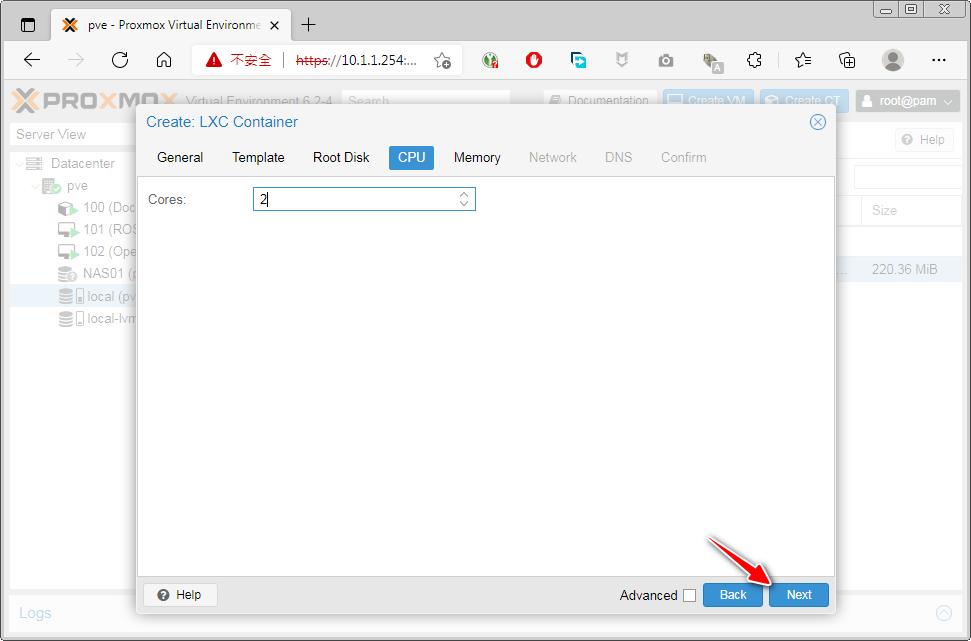 pve - Proxmox Virtual Environme
不安全 https://10.1.1.254:...
PROXMOX Virtual Environment 6.2-4 Search Documentation Create VM Create CT root@pam
Server View
Help
Create: LXC Container
General Template Root Disk CPU Memory Network DNS Confirm
Cores: 2
Datacenter
pve
100 (Doc
101 (ROS
102 (Ope
NAS01 (p
local (pv
local-lvm
Size
... 220.36 MiB
Help Advanced Back Next
Logs